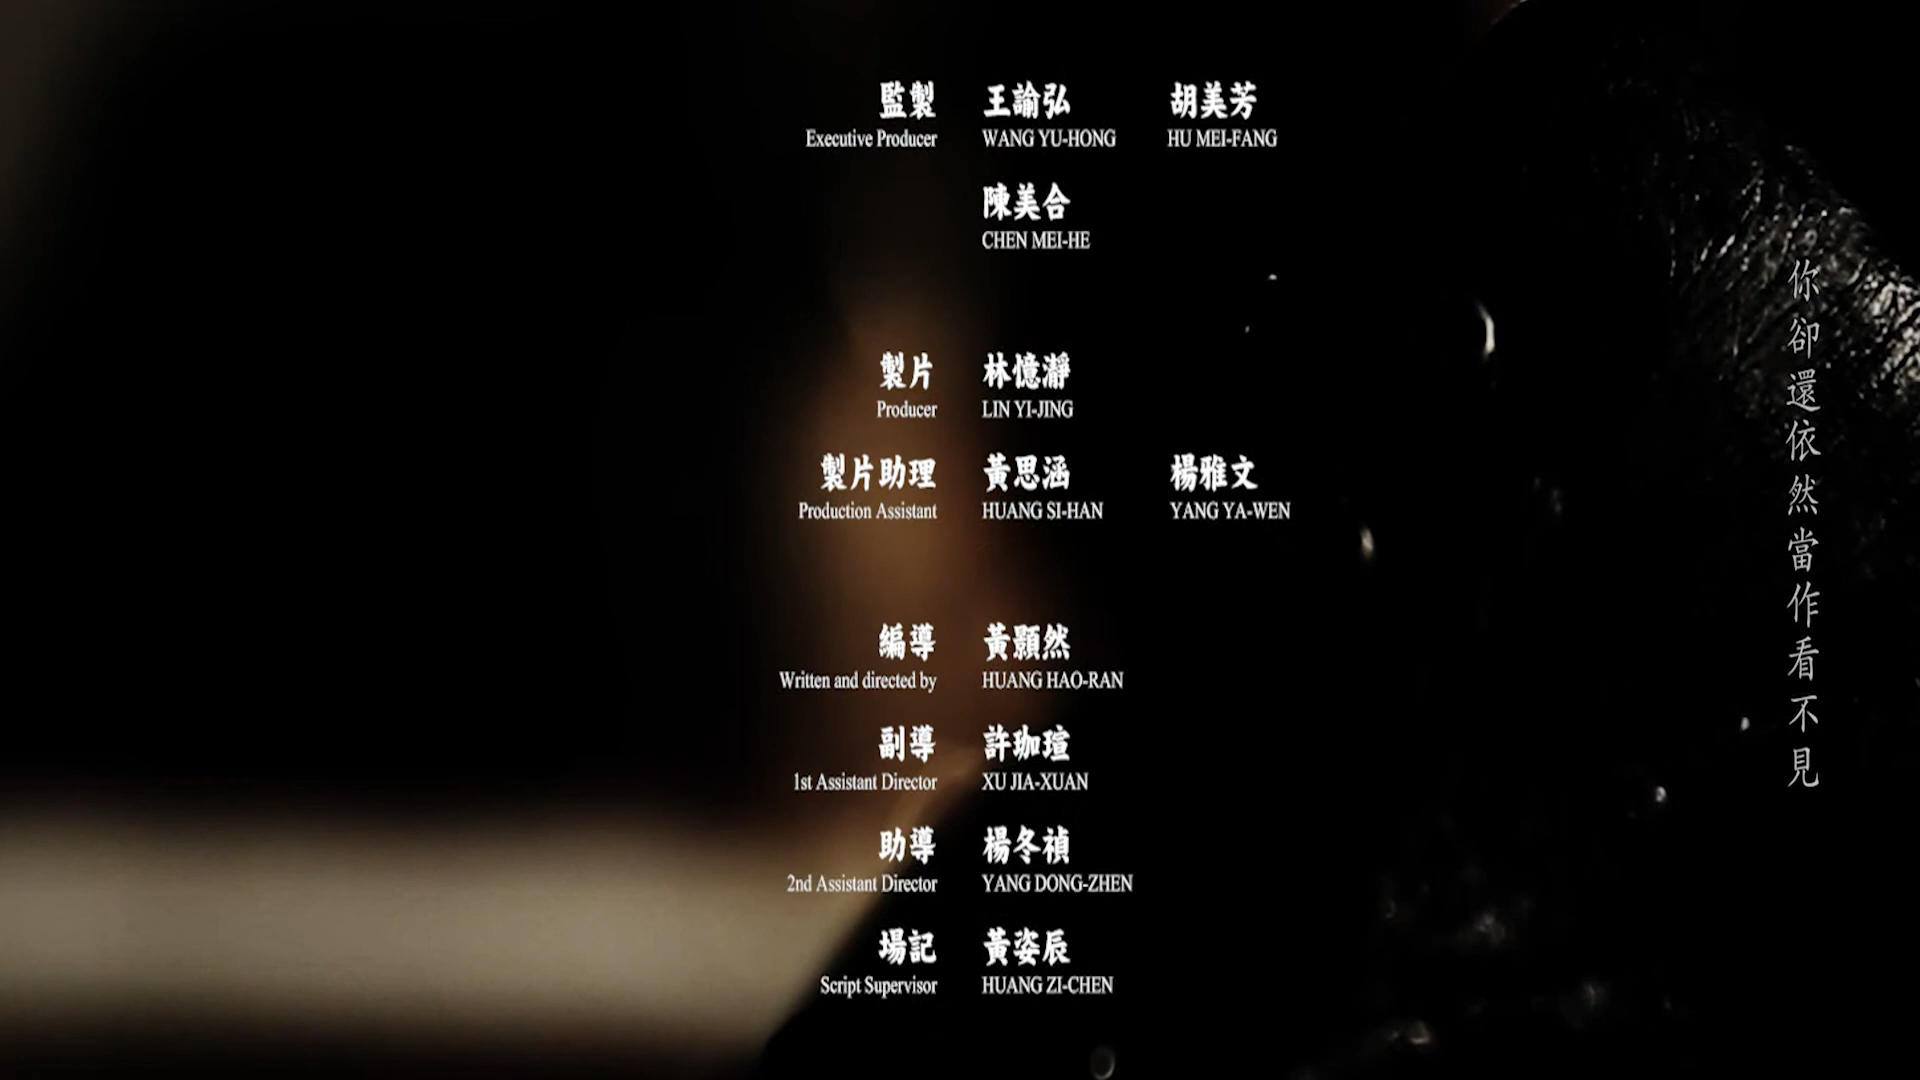 監製 王諭弘 胡美芳
Executive Producer WANG YU-HONG HU MEI-FANG
陳美合
CHEN MEI-HE
製片 林憶瀞
Producer LIN YI-JING
製片助理 黃思涵 楊雅文
Production Assistant HUANG SI-HAN YANG YA-WEN
編導 黃顥然
Written and directed by HUANG HAO-RAN
副導 許珈瑄
1st Assistant Director XU JIA-XUAN
助導 楊冬禎
2nd Assistant Director YANG DONG-ZHEN
場記 黃姿辰
Script Supervisor HUANG ZI-CHEN
你卻還依然當作看不見